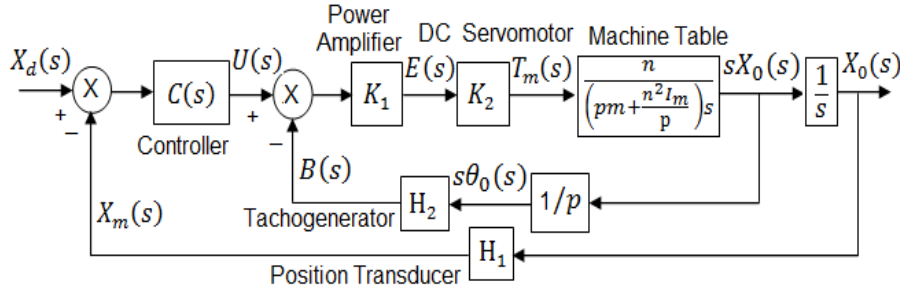 Power
Amplifier
DC Servomotor
Machine Table
X_d(s)
U(s)
E(s)
T_m(s)
sX_0(s)
X_0(s)
X
C(s)
X
K_1
K_2
n
(pm + n^2 I_m / p) s
1
s
+
−
+
−
Controller
B(s)
sθ_0(s)
H_2
1/p
Tachogenerator
X_m(s)
H_1
Position Transducer